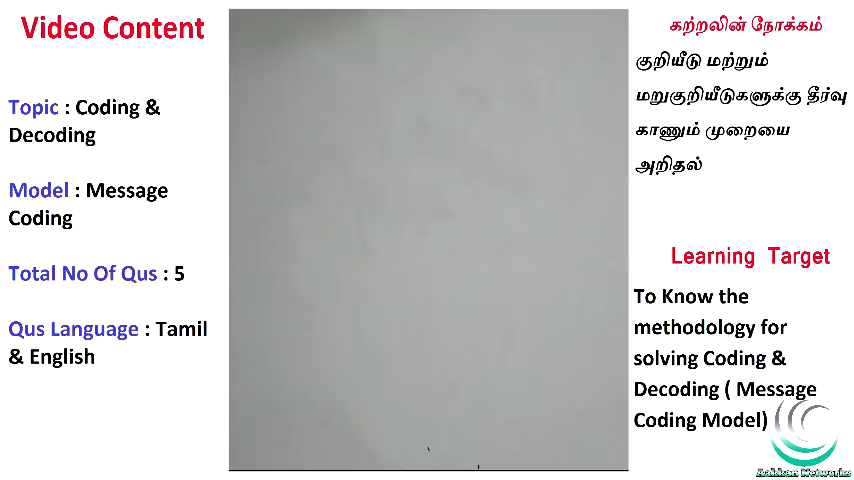 Video Content
Topic : Coding &
Decoding
Model : Message
Coding
Total No Of Qus : 5
Qus Language : Tamil
& English
கற்றலின் நோக்கம்
குறியீடு மற்றும்
மறுகுறியீடுகளுக்கு தீர்வு
காணும் முறையை
அறிதல்
Learning Target
To Know the
methodology for
solving Coding &
Decoding ( Message
Coding Model)
Aakkan Networks